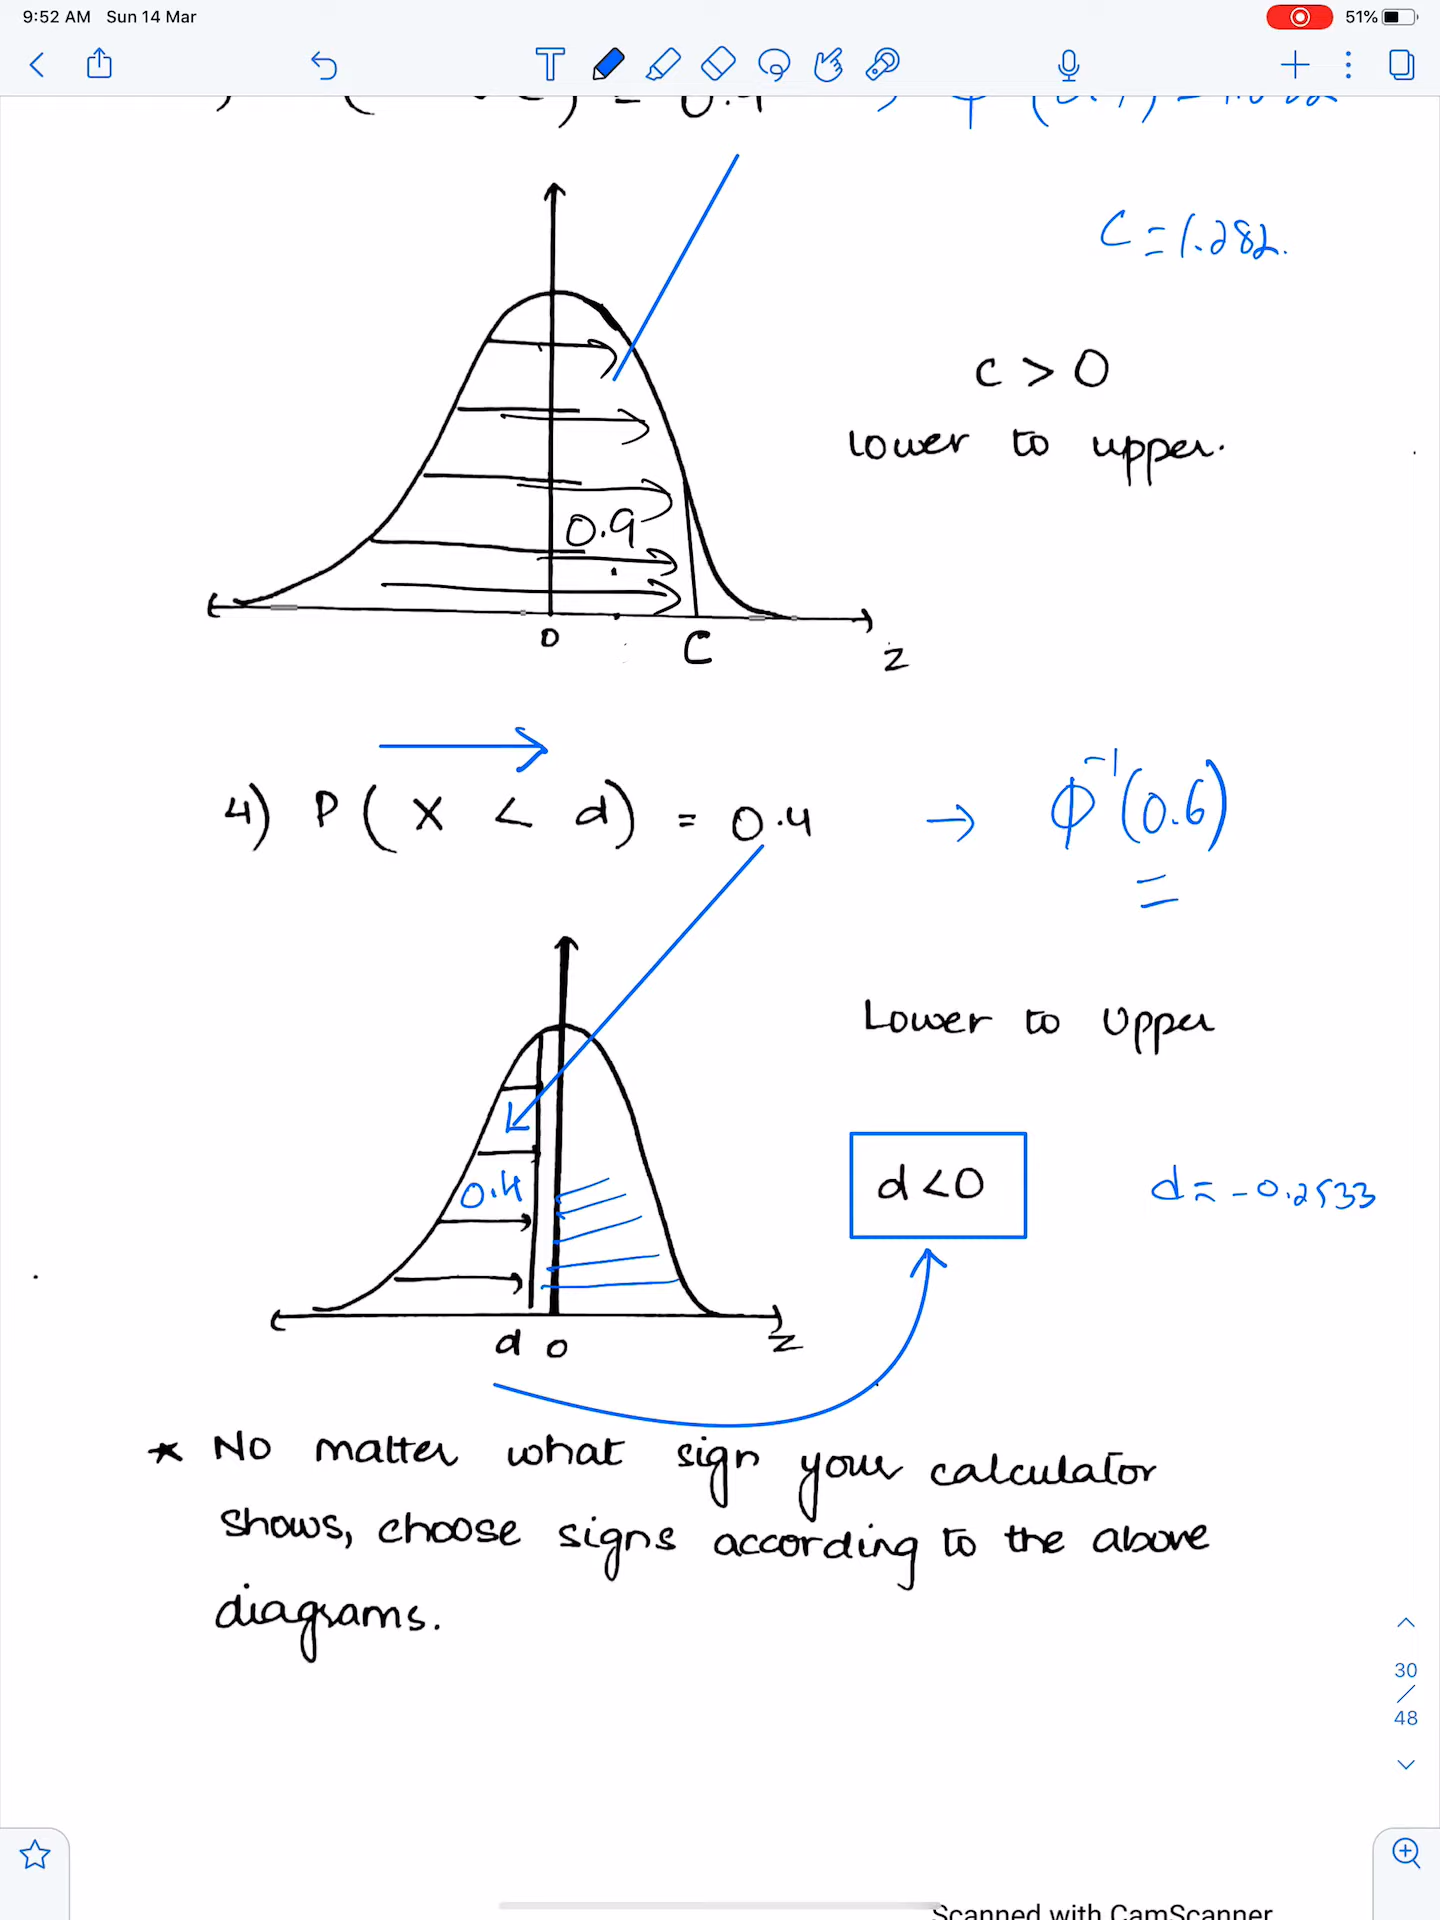 9:52 AM Sun 14 Mar
51%
C = 1.282.
0.9
c > 0
lower to upper.
0
C
z
4) P ( X < d ) = 0.4 → Φ⁻¹(0.6)
=
Lower to Upper
0.4
d < 0
d = -0.2533
d 0
z
* No matter what sign your calculator
shows, choose signs according to the above
diagrams.
30
/
48
Scanned with CamScanner